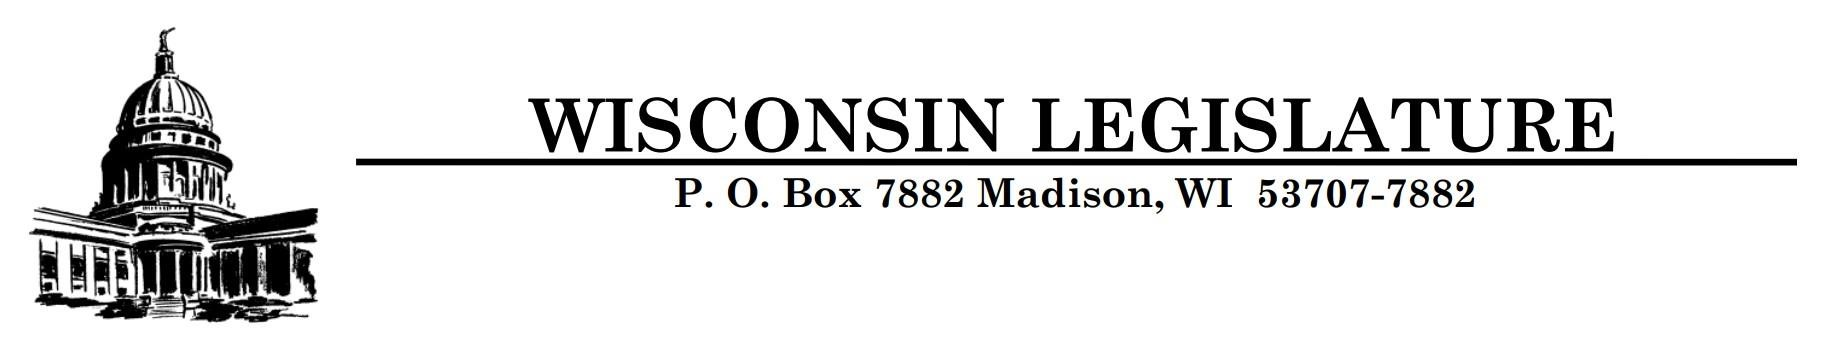 WISCONSIN LEGISLATURE
P. O. Box 7882 Madison, WI  53707-7882